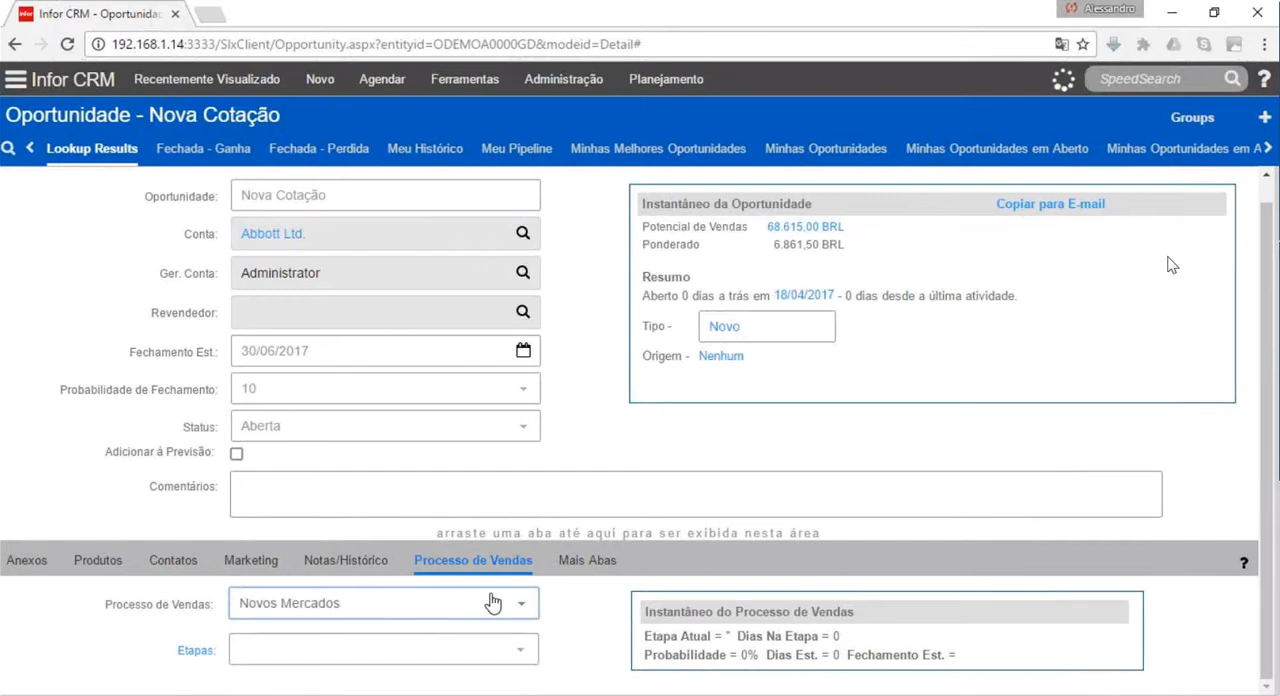 Infor CRM - Oportunida
Alessandro
192.168.1.14:3333/SlxClient/Opportunity.aspx?entityid=ODEMOA0000GD&modeid=Detail#
infor Infor CRM Recentemente Visualizado Novo Agendar Ferramentas Administração Planejamento SpeedSearch ?
Oportunidade - Nova Cotação Groups +
Lookup Results Fechada - Ganha Fechada - Perdida Meu Histórico Meu Pipeline Minhas Melhores Oportunidades Minhas Oportunidades Minhas Oportunidades em Aberto Minhas Oportunidades em A
Oportunidade: Nova Cotação
Conta: Abbott Ltd.
Ger. Conta: Administrator
Revendedor:
Fechamento Est.: 30/06/2017
Probabilidade de Fechamento: 10
Status: Aberta
Adicionar á Previsão:
Comentários:
Instantâneo da Oportunidade Copiar para E-mail
Potencial de Vendas 68.615,00 BRL
Ponderado 6.861,50 BRL
Resumo
Aberto 0 dias a trás em 18/04/2017 - 0 dias desde a última atividade.
Tipo - Novo
Origem - Nenhum
arraste uma aba até aqui para ser exibida nesta área
Anexos Produtos Contatos Marketing Notas/Histórico Processo de Vendas Mais Abas ?
Processo de Vendas: Novos Mercados
Etapas:
Instantâneo do Processo de Vendas
Etapa Atual = " Dias Na Etapa = 0
Probabilidade = 0% Dias Est. = 0 Fechamento Est. =